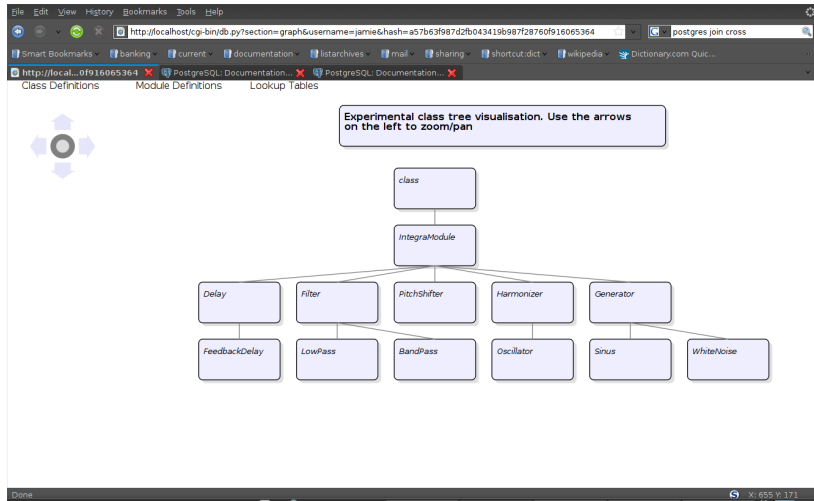 File Edit View History Bookmarks Tools Help
http://localhost/cgi-bin/db.py?section=graph&username=jamie&hash=a57b63f987d2fb043419b987f28760f916065364
postgres join cross
Smart Bookmarks banking current documentation listarchives mail sharing shortcut:dict wikipedia Dictionary.com Quic...
http://local...0f916065364 PostgreSQL: Documentation... PostgreSQL: Documentation...
Class Definitions Module Definitions Lookup Tables
Experimental class tree visualisation. Use the arrows
on the left to zoom/pan
class
IntegraModule
Delay Filter PitchShifter Harmonizer Generator
FeedbackDelay LowPass BandPass Oscillator Sinus WhiteNoise
Done X: 655 Y: 171